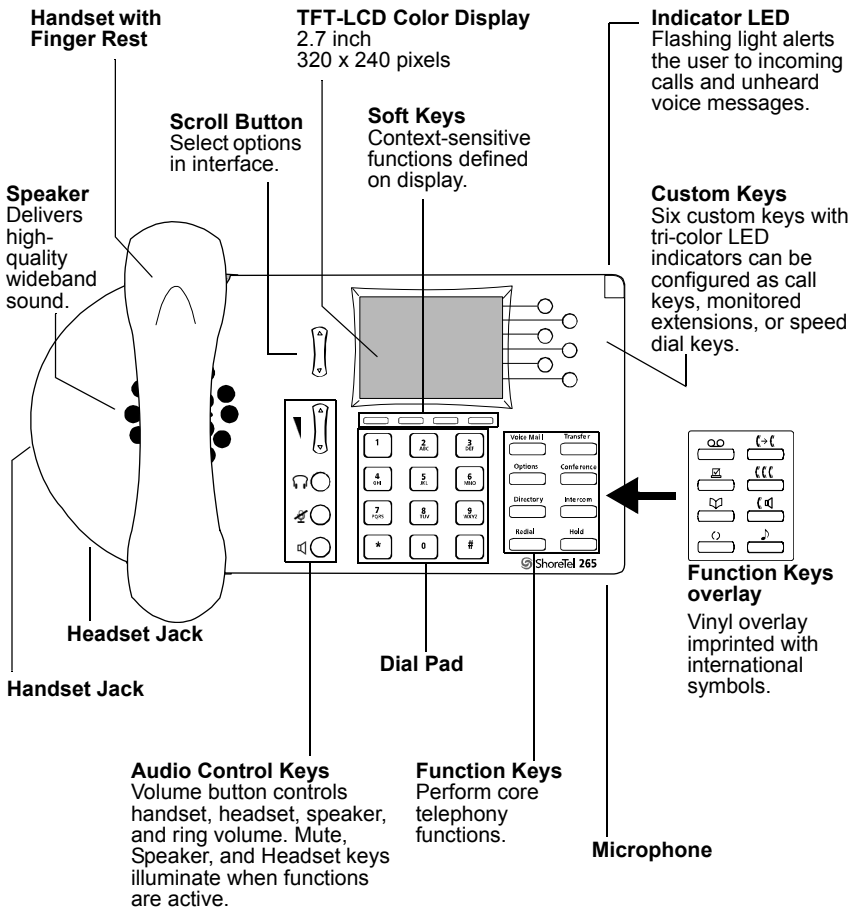 Handset with
Finger Rest
TFT-LCD Color Display
2.7 inch
320 x 240 pixels
Indicator LED
Flashing light alerts
the user to incoming
calls and unheard
voice messages.
Scroll Button
Select options
in interface.
Soft Keys
Context-sensitive
functions defined
on display.
Speaker
Delivers
high-
quality
wideband
sound.
Custom Keys
Six custom keys with
tri-color LED
indicators can be
configured as call
keys, monitored
extensions, or speed
dial keys.
1
2
ABC
3
DEF
4
GHI
5
JKL
6
MNO
7
PQRS
8
TUV
9
WXYZ
*
0
#
Voice Mail
Transfer
Options
Conference
Directory
Intercom
Redial
Hold
ShoreTel 265
Function Keys
overlay
Vinyl overlay
imprinted with
international
symbols.
Headset Jack
Handset Jack
Dial Pad
Audio Control Keys
Volume button controls
handset, headset, speaker,
and ring volume. Mute,
Speaker, and Headset keys
illuminate when functions
are active.
Function Keys
Perform core
telephony
functions.
Microphone